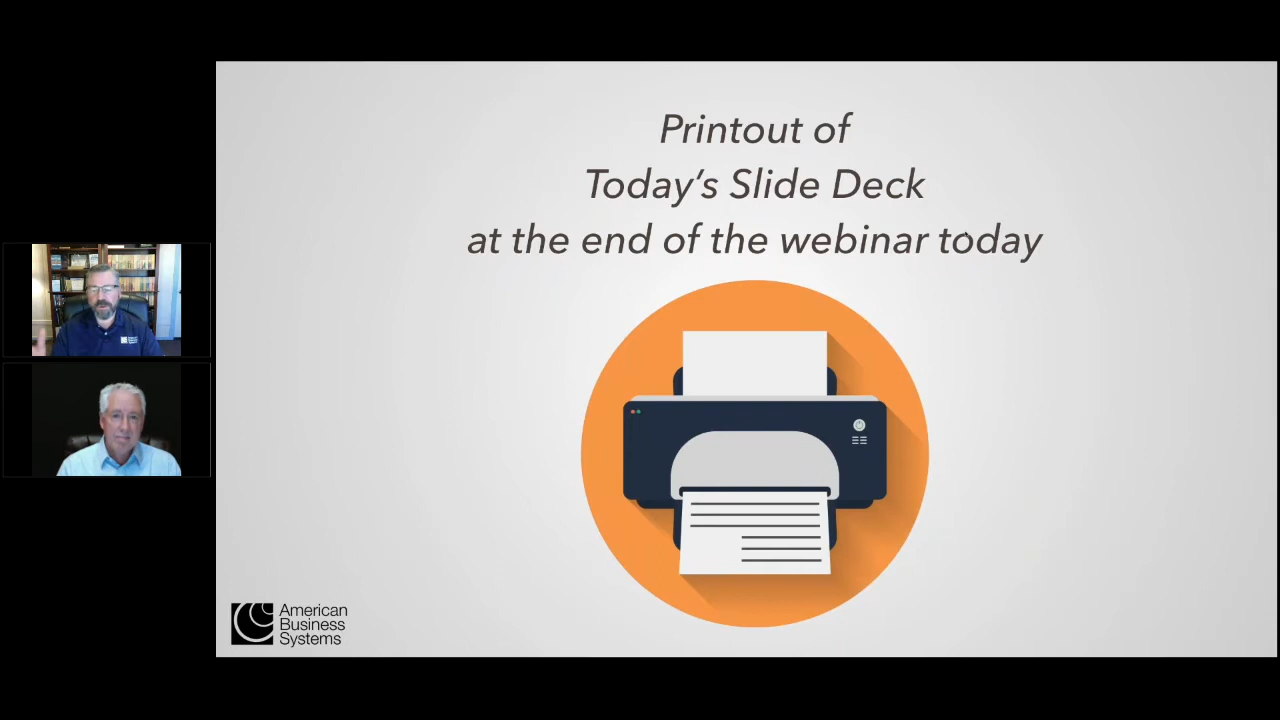 Printout of
Today's Slide Deck
at the end of the webinar today
American
Business
Systems